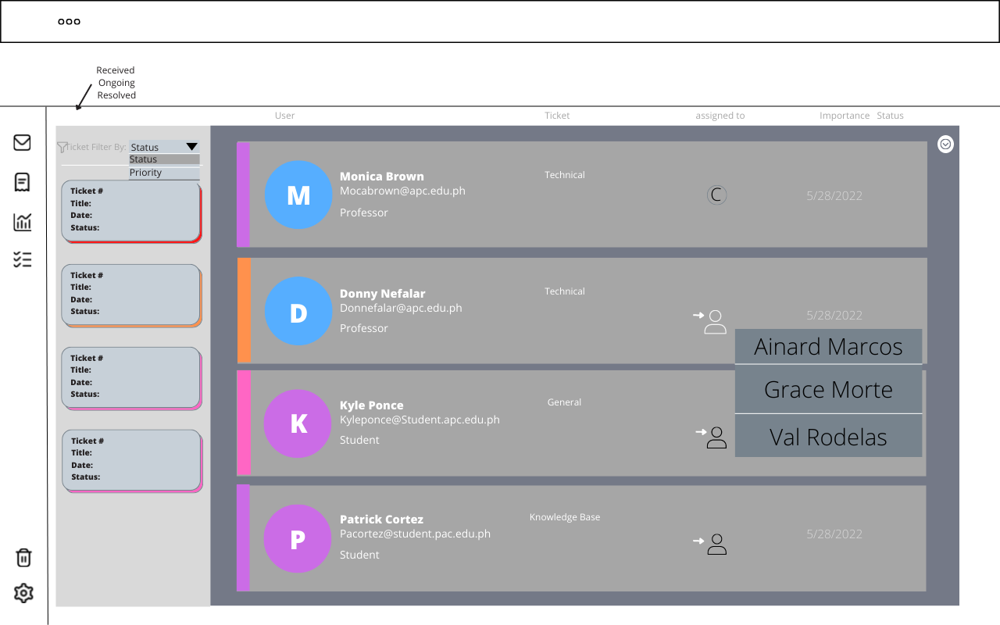 Received
Ongoing
Resolved
User Ticket assigned to Importance Status
Ticket Filter By: Status
Status
Priority
Ticket #
Title:
Date:
Status:
Ticket #
Title:
Date:
Status:
Ticket #
Title:
Date:
Status:
Ticket #
Title:
Date:
Status:
M
Monica Brown
Mocabrown@apc.edu.ph
Professor
Technical
C
5/28/2022
D
Donny Nefalar
Donnefalar@apc.edu.ph
Professor
Technical
5/28/2022
Ainard Marcos
Grace Morte
Val Rodelas
K
Kyle Ponce
Kyleponce@Student.apc.edu.ph
Student
General
P
Patrick Cortez
Pacortez@student.pac.edu.ph
Student
Knowledge Base
5/28/2022